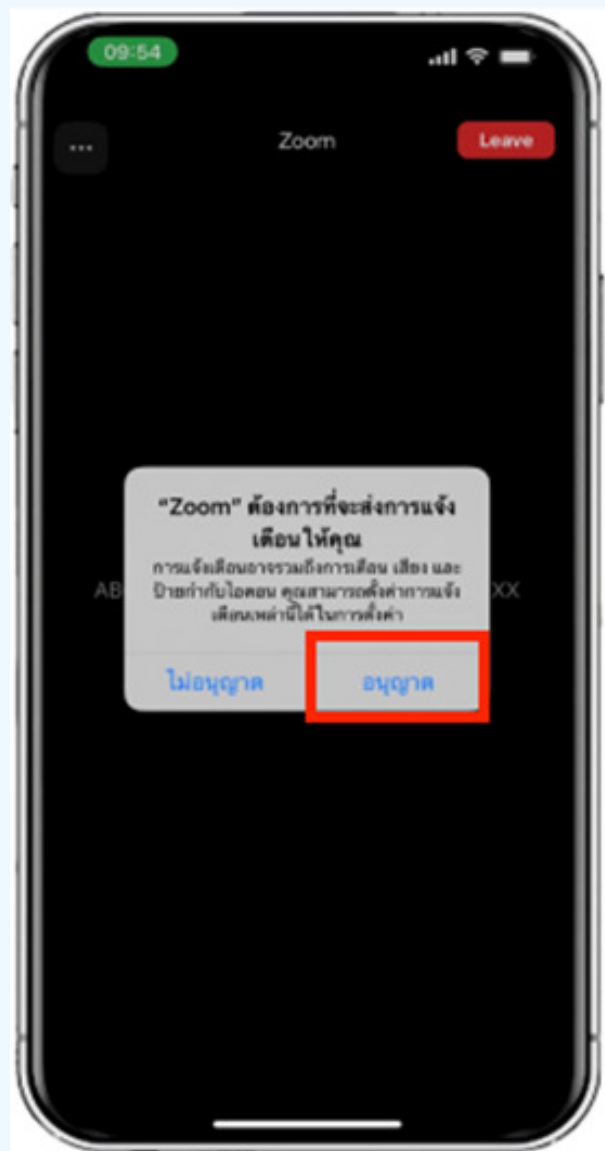 09:54
...
Zoom
Leave
"Zoom" ต้องการที่จะส่งการแจ้ง
เตือนให้คุณ
การแจ้งเตือนอาจรวมถึงการเตือน เสียง และ
ป้ายกำกับไอคอน คุณสามารถตั้งค่าการแจ้ง
เตือนเหล่านี้ได้ในการตั้งค่า
AB
XX
ไม่อนุญาต
อนุญาต